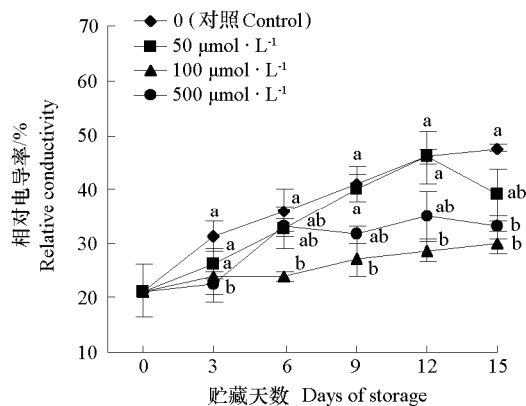 0 (对照 Control)
50 μmol · L⁻¹
100 μmol · L⁻¹
500 μmol · L⁻¹
相对电导率/%
Relative conductivity
70
60
50
40
30
20
10
a
a
a
a
a
a
a
a
ab
ab
ab
ab
ab
b
b
b
b
b
b
0
3
6
9
12
15
贮藏天数 Days of storage